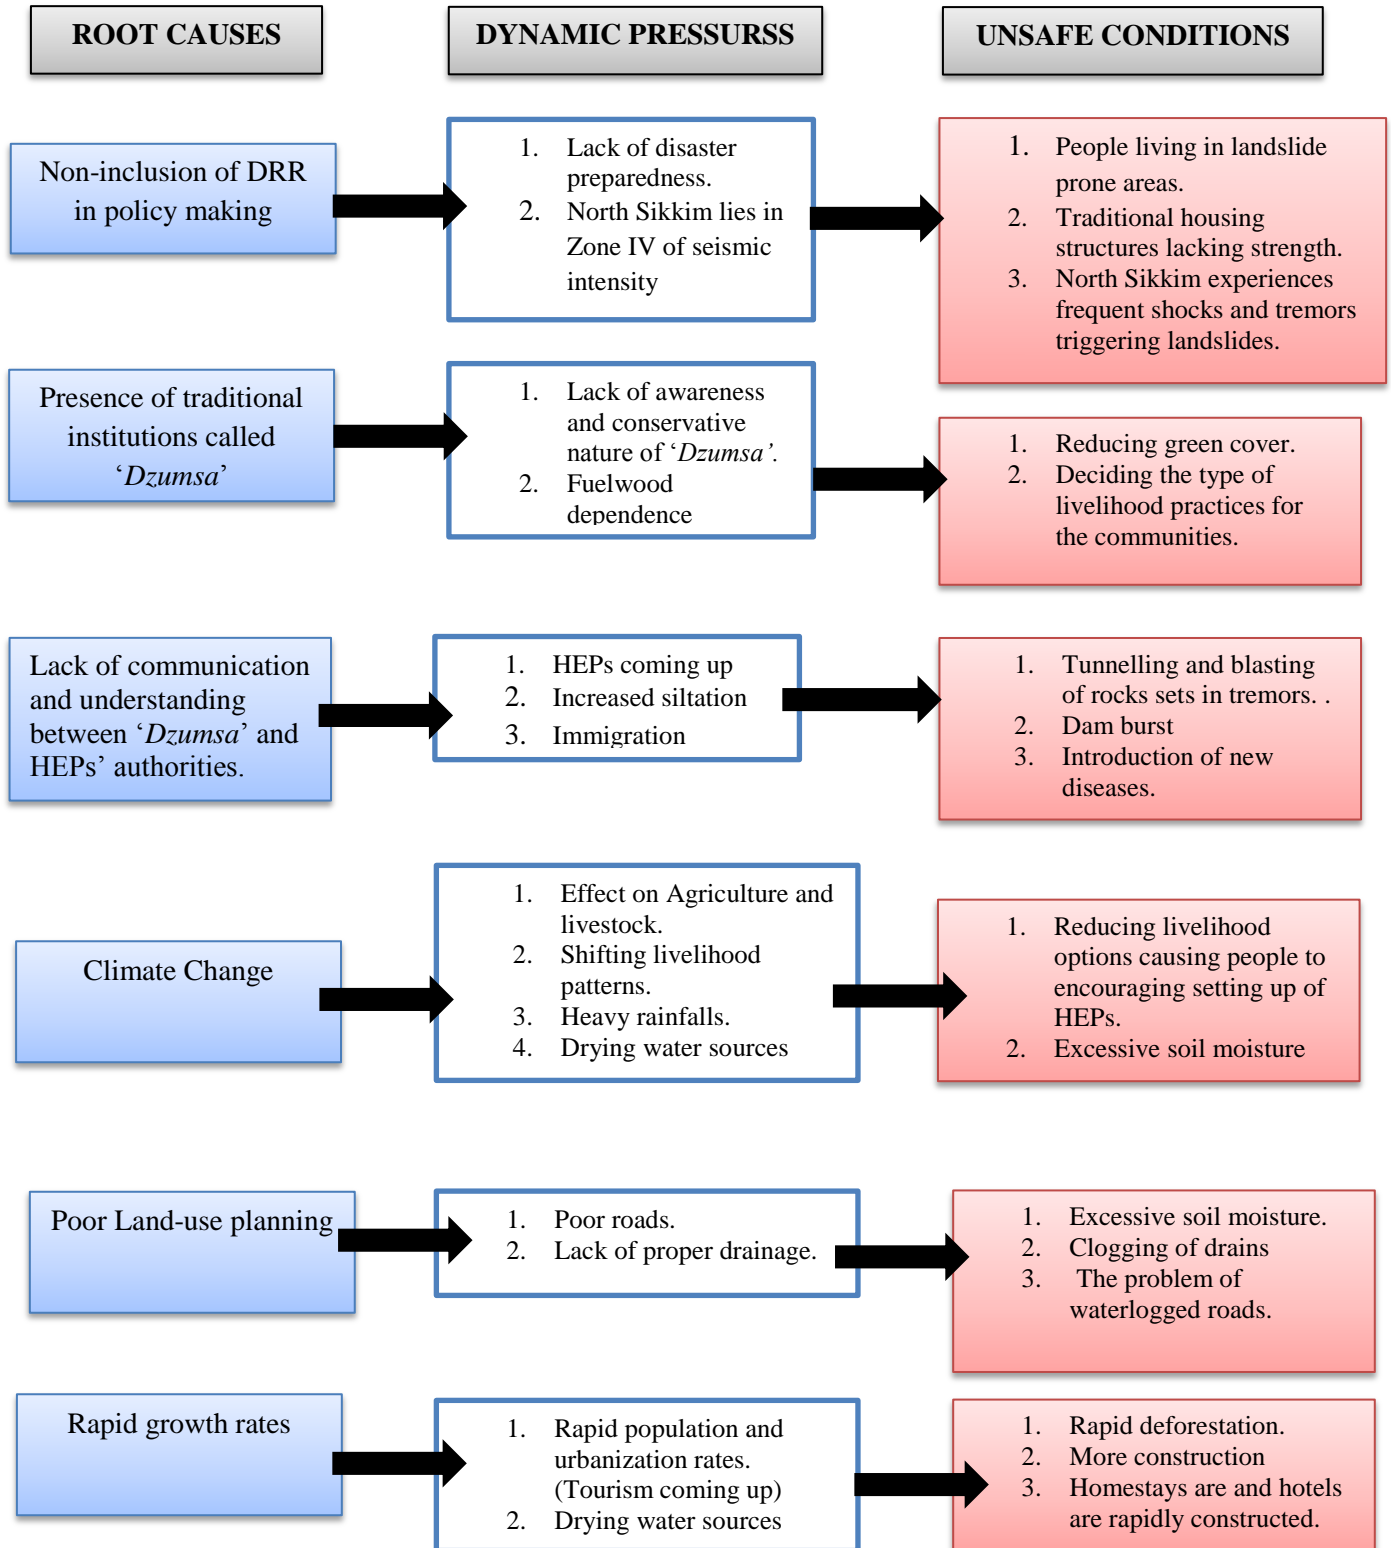 ROOT CAUSES
DYNAMIC PRESSURSS
UNSAFE CONDITIONS
Non-inclusion of DRR
in policy making
1. Lack of disaster
preparedness.
2. North Sikkim lies in
Zone IV of seismic
intensity
1. People living in landslide
prone areas.
2. Traditional housing
structures lacking strength.
3. North Sikkim experiences
frequent shocks and tremors
triggering landslides.
Presence of traditional
institutions called
‘Dzumsa’
1. Lack of awareness
and conservative
nature of ‘Dzumsa’.
2. Fuelwood
dependence
1. Reducing green cover.
2. Deciding the type of
livelihood practices for
the communities.
Lack of communication
and understanding
between ‘Dzumsa’ and
HEPs’ authorities.
1. HEPs coming up
2. Increased siltation
3. Immigration
1. Tunnelling and blasting
of rocks sets in tremors. .
2. Dam burst
3. Introduction of new
diseases.
Climate Change
1. Effect on Agriculture and
livestock.
2. Shifting livelihood
patterns.
3. Heavy rainfalls.
4. Drying water sources
1. Reducing livelihood
options causing people to
encouraging setting up of
HEPs.
2. Excessive soil moisture
Poor Land-use planning
1. Poor roads.
2. Lack of proper drainage.
1. Excessive soil moisture.
2. Clogging of drains
3. The problem of
waterlogged roads.
Rapid growth rates
1. Rapid population and
urbanization rates.
(Tourism coming up)
2. Drying water sources
1. Rapid deforestation.
2. More construction
3. Homestays are and hotels
are rapidly constructed.